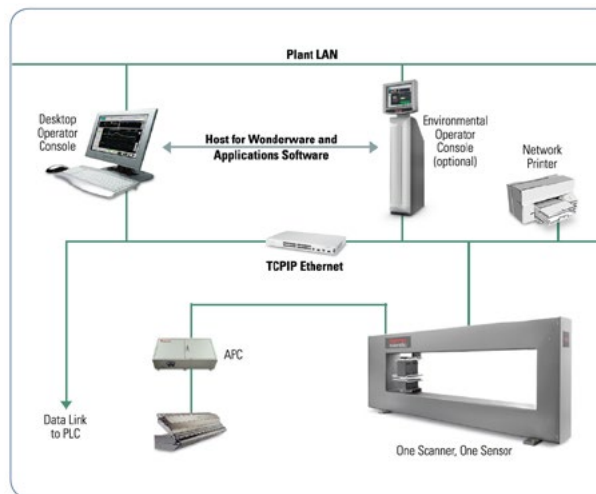 Plant LAN
Desktop
Operator
Console
Host for Wonderware and
Applications Software
Environmental
Operator
Console
(optional)
Network
Printer
TCPIP Ethernet
APC
Data Link
to PLC
One Scanner, One Sensor